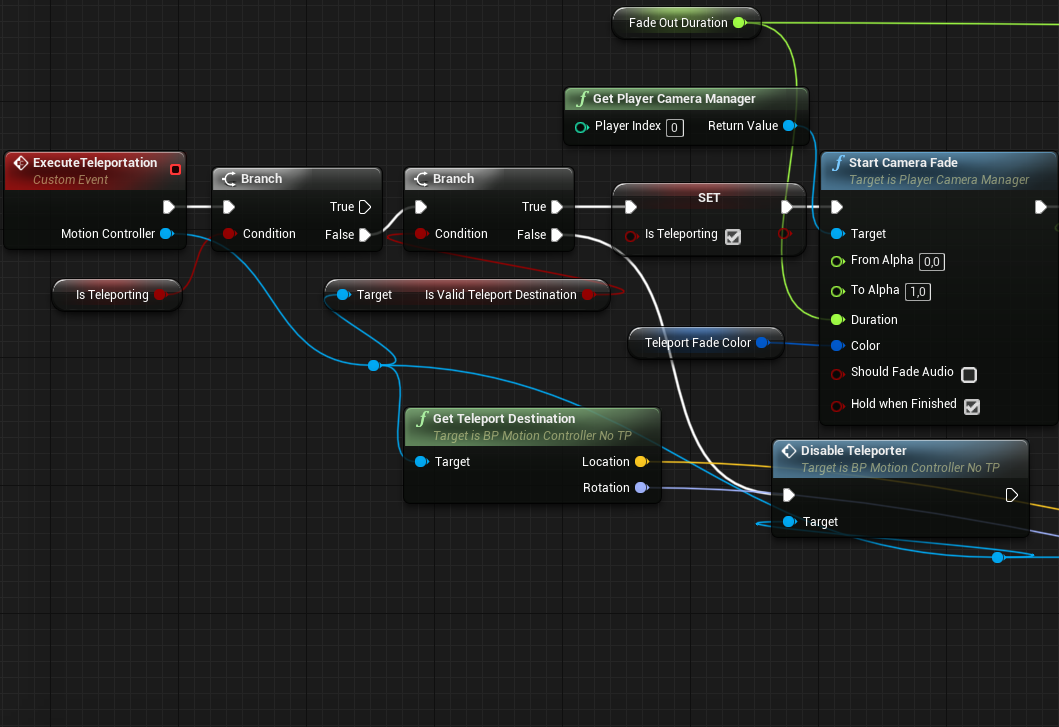 Fade Out Duration
f Get Player Camera Manager
Player Index 0 Return Value
ExecuteTeleportation
Custom Event
Motion Controller
Branch
True
Condition False
Branch
True
Condition False
SET
Is Teleporting
f Start Camera Fade
Target is Player Camera Manager
Target
From Alpha 0,0
To Alpha 1,0
Duration
Color
Should Fade Audio
Hold when Finished
Is Teleporting
Target Is Valid Teleport Destination
Teleport Fade Color
f Get Teleport Destination
Target is BP Motion Controller No TP
Target Location
Rotation
Disable Teleporter
Target is BP Motion Controller No TP
Target